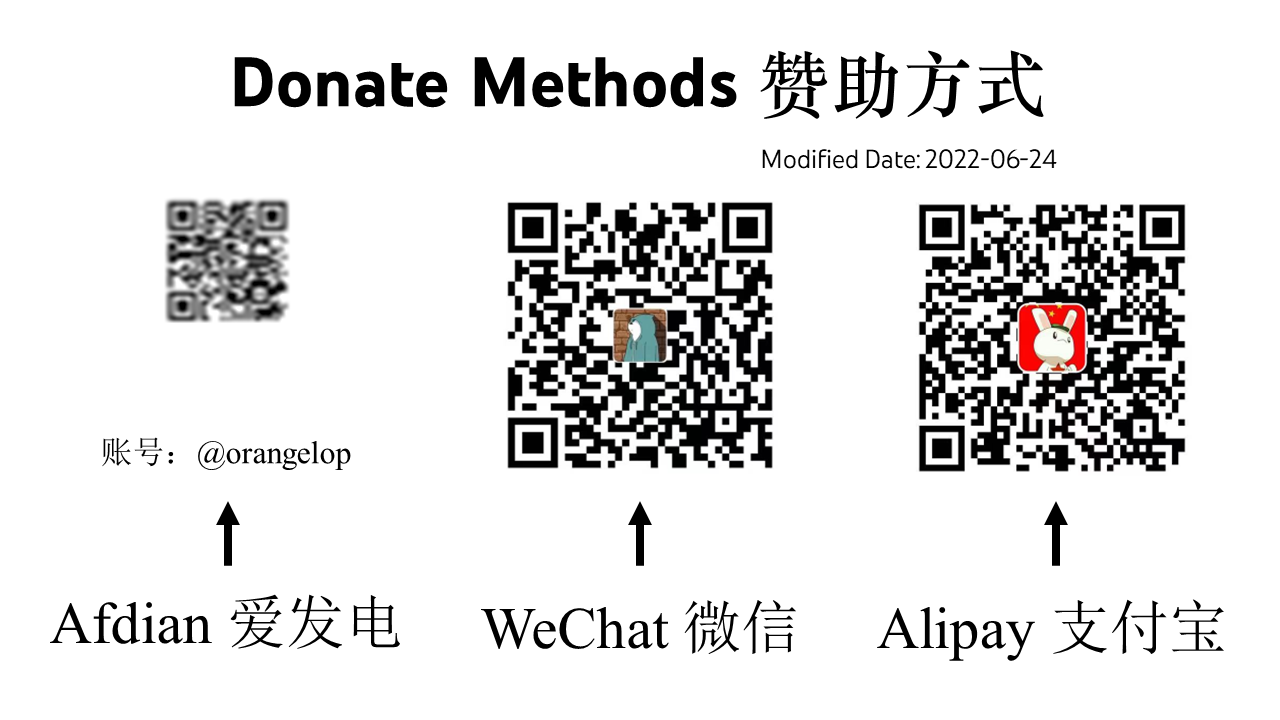 Donate Methods 赞助方式
Modified Date: 2022-06-24
账号：@orangelop
Afdian 爱发电
WeChat 微信
Alipay 支付宝